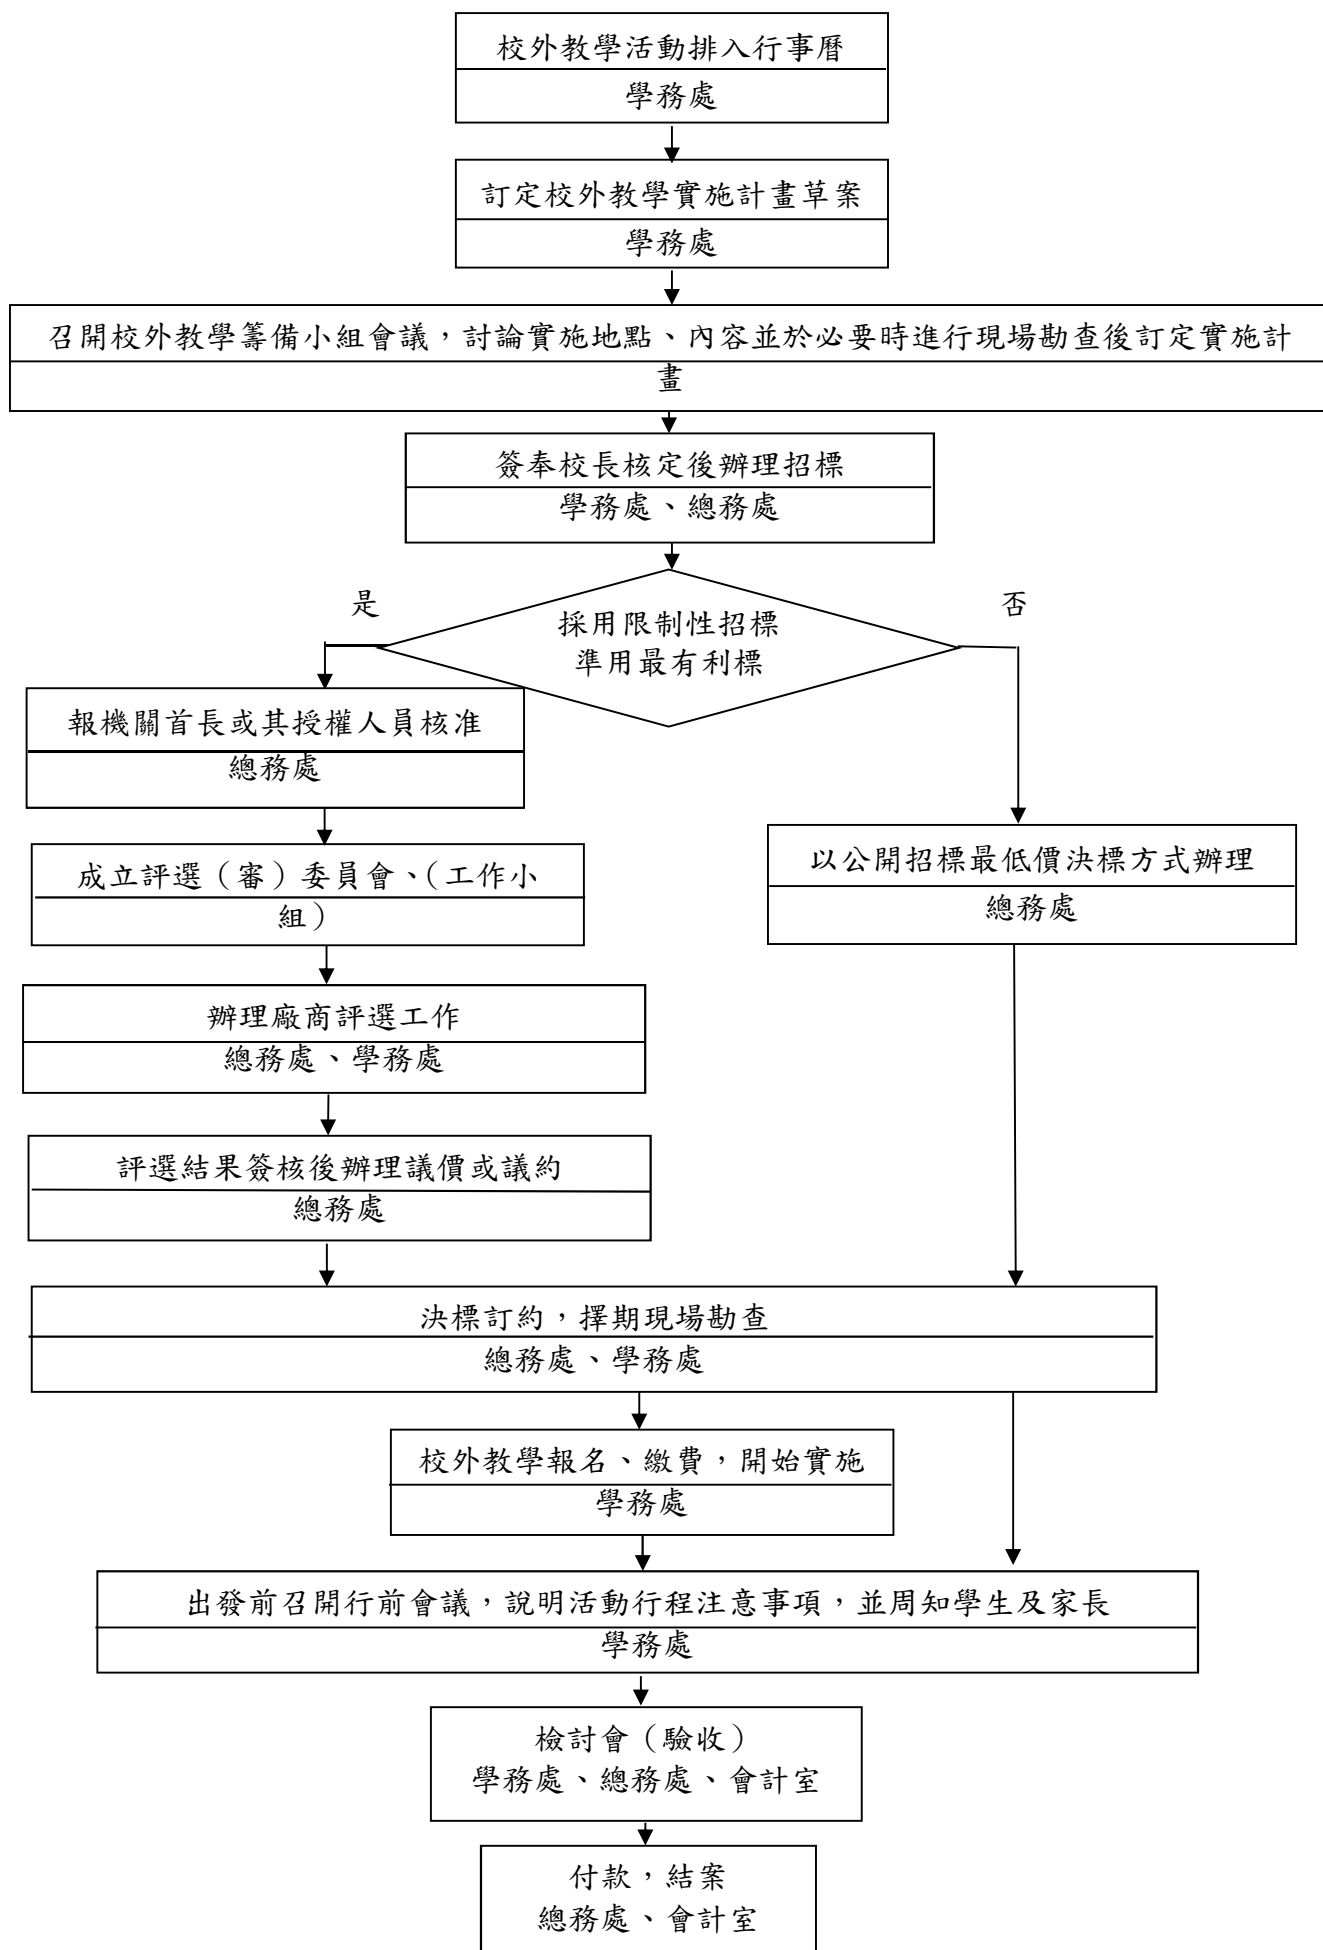 校外教學活動排入行事曆
學務處
訂定校外教學實施計畫草案
學務處
召開校外教學籌備小組會議，討論實施地點、內容並於必要時進行現場勘查後訂定實施計
畫
簽奉校長核定後辦理招標
學務處、總務處
是
否
採用限制性招標
準用最有利標
報機關首長或其授權人員核准
總務處
成立評選（審）委員會、（工作小
組）
以公開招標最低價決標方式辦理
總務處
辦理廠商評選工作
總務處、學務處
評選結果簽核後辦理議價或議約
總務處
決標訂約，擇期現場勘查
總務處、學務處
校外教學報名、繳費，開始實施
學務處
出發前召開行前會議，說明活動行程注意事項，並周知學生及家長
學務處
檢討會（驗收）
學務處、總務處、會計室
付款，結案
總務處、會計室